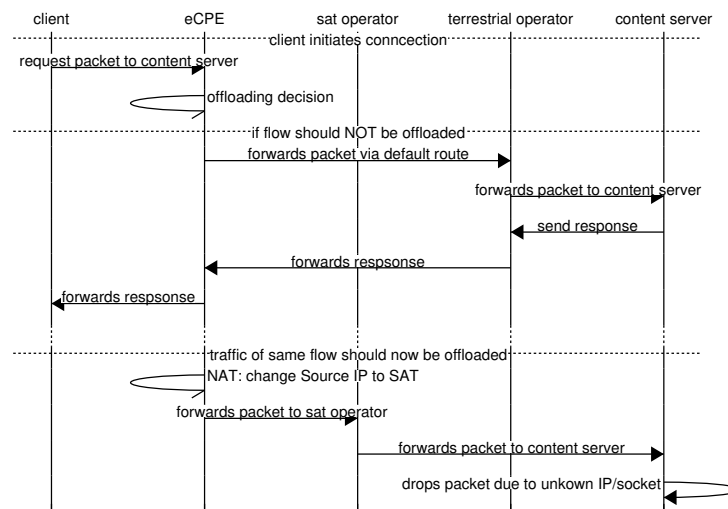 client eCPE sat operator terrestrial operator content server
client initiates conncection
request packet to content server
offloading decision
if flow should NOT be offloaded
forwards packet via default route
forwards packet to content server
send response
forwards respsonse
forwards respsonse
traffic of same flow should now be offloaded
NAT: change Source IP to SAT
forwards packet to sat operator
forwards packet to content server
drops packet due to unkown IP/socket